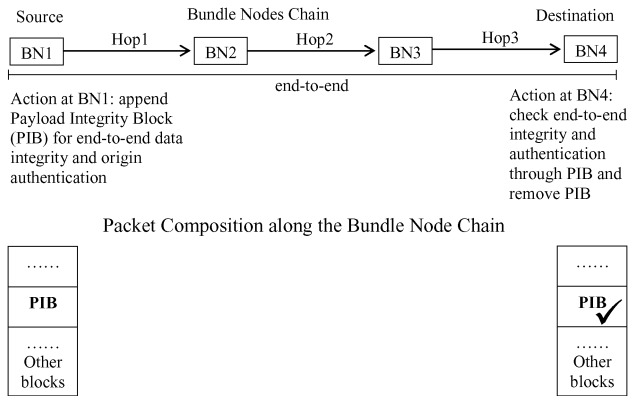 Source
Bundle Nodes Chain
Destination
BN1
Hop1
BN2
Hop2
BN3
Hop3
BN4
end-to-end
Action at BN1: append
Payload Integrity Block
(PIB) for end-to-end data
integrity and origin
authentication
Action at BN4:
check end-to-end
integrity and
authentication
through PIB and
remove PIB
Packet Composition along the Bundle Node Chain
......
PIB
......
Other
blocks
......
PIB
......
Other
blocks